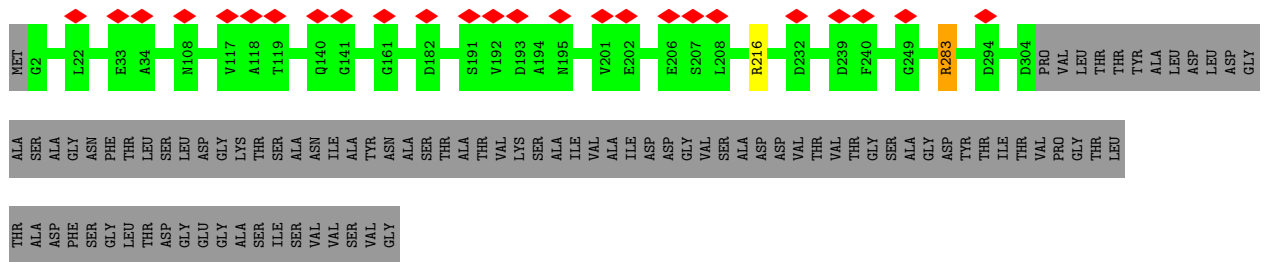 MET G2 L22 E33 A34 N108 V117 A118 T119 Q140 G141 G161 D182 S191 V192 D193 A194 N195 V201 E202 E206 S207 L208 R216 D232 D239 F240 G249 R283 D294 D304 PRO VAL LEU THR THR TYR ALA LEU ASP LEU ASP GLY
ALA SER ALA GLY ASN PHE THR LEU SER LEU ASP GLY LYS THR SER ALA ASN ILE ALA TYR ASN ALA SER THR ALA THR VAL LYS SER ALA ILE VAL ALA ILE ASP ASP GLY VAL SER ALA ASP ASP VAL THR VAL THR GLY SER ALA GLY ASP TYR THR ILE THR VAL PRO GLY THR LEU
THR ALA ASP PHE SER GLY LEU THR ASP GLY GLU GLY ALA SER ILE SER VAL VAL SER VAL GLY